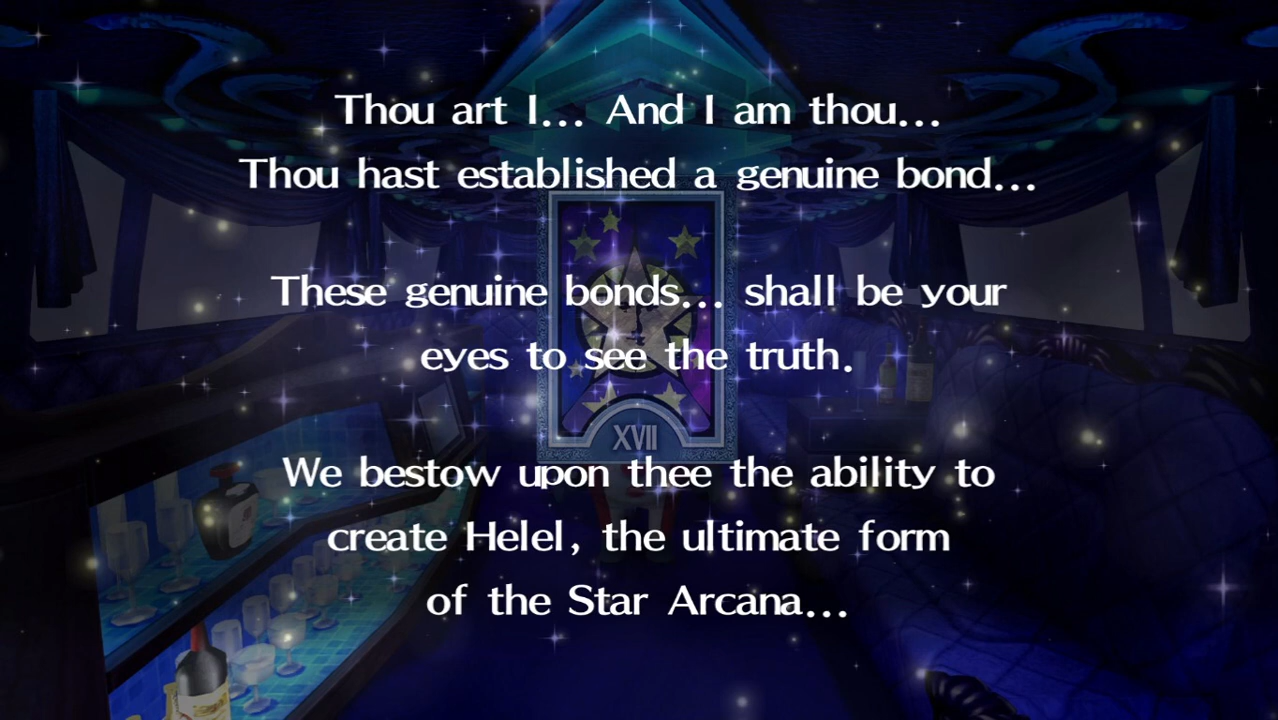 Thou art I... And I am thou...
Thou hast established a genuine bond...
These genuine bonds... shall be your
eyes to see the truth.
XVII
We bestow upon thee the ability to
create Helel, the ultimate form
of the Star Arcana...